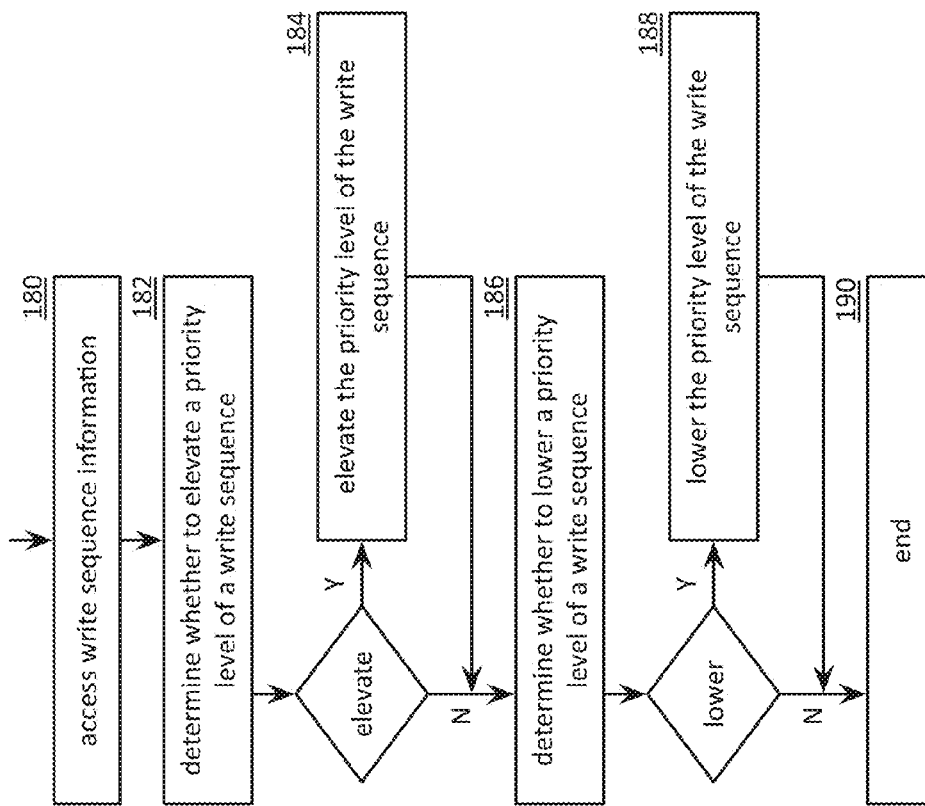 180
access write sequence information
182
determine whether to elevate a priority
level of a write sequence
elevate
Y
N
184
elevate the priority level of the write
sequence
186
determine whether to lower a priority
level of a write sequence
lower
Y
N
188
lower the priority level of the write
sequence
190
end